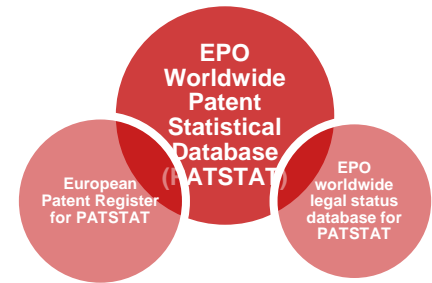 EPO
Worldwide
Patent
Statistical
Database
(PATSTAT)
European
Patent Register
for PATSTAT
EPO
worldwide
legal status
database for
PATSTAT